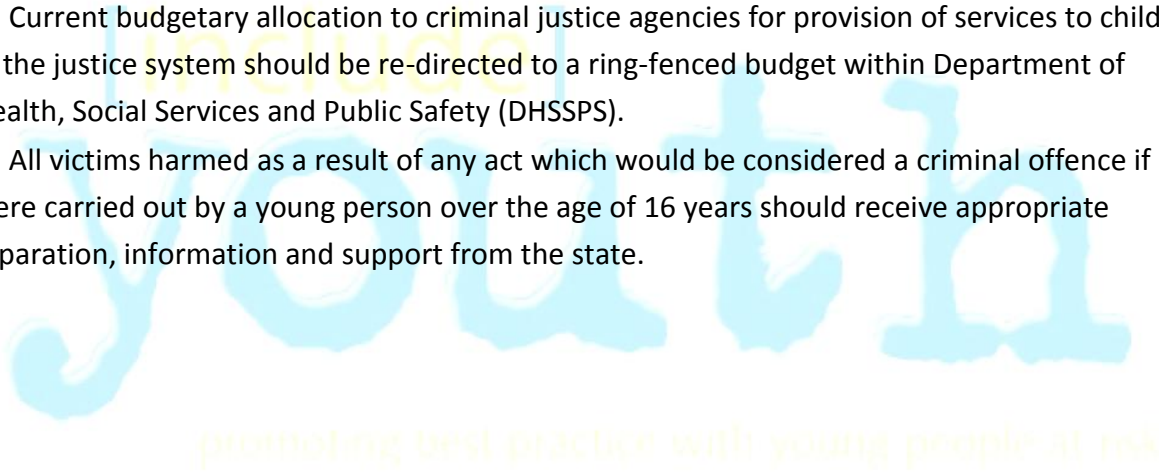 Current budgetary allocation to criminal justice agencies for provision of services to child
the justice system should be re-directed to a ring-fenced budget within Department of
ealth, Social Services and Public Safety (DHSSPS).
All victims harmed as a result of any act which would be considered a criminal offence if
ere carried out by a young person over the age of 16 years should receive appropriate
paration, information and support from the state.
[include]
youth
promoting best practice with young people at risk